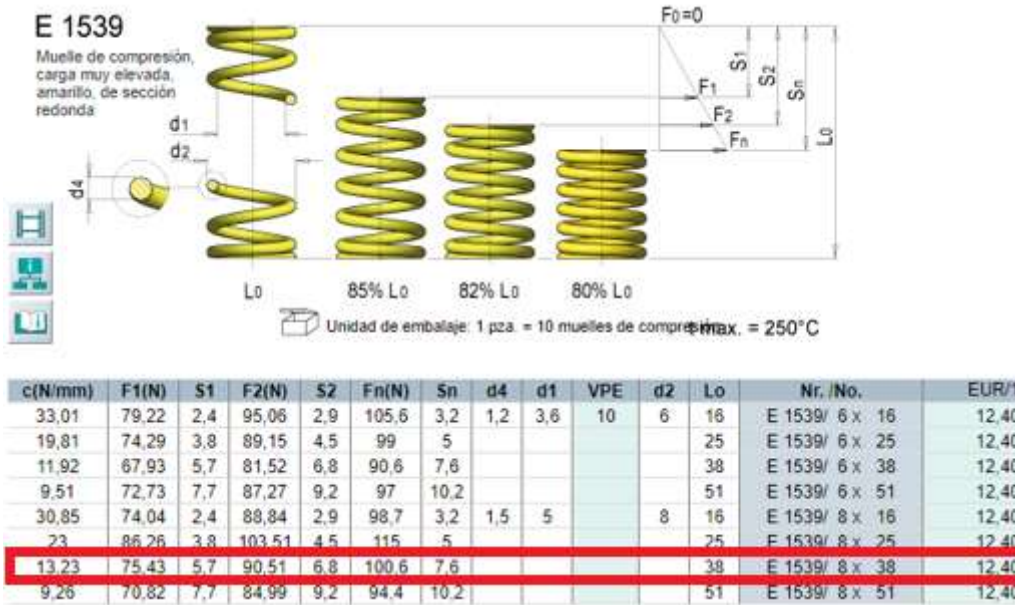 E 1539
Muelle de compresión,
carga muy elevada,
amarillo, de sección
redonda
d1
d2
d4
F0=0
S1
S2
Sn
L0
F1
F2
Fn
L0 85% L0 82% L0 80% L0
Unidad de embalaje: 1 pza. = 10 muelles de compresión max. = 250°C
c(N/mm) F1(N) S1 F2(N) S2 Fn(N) Sn d4 d1 VPE d2 Lo Nr. /No. EUR/1
33,01 79,22 2,4 95,06 2,9 105,6 3,2 1,2 3,6 10 6 16 E 1539/ 6 x 16 12,40
19,81 74,29 3,8 89,15 4,5 99 5 25 E 1539/ 6 x 25 12,40
11,92 67,93 5,7 81,52 6,8 90,6 7,6 38 E 1539/ 6 x 38 12,40
9,51 72,73 7,7 87,27 9,2 97 10,2 51 E 1539/ 6 x 51 12,40
30,85 74,04 2,4 88,84 2,9 98,7 3,2 1,5 5 8 16 E 1539/ 8 x 16 12,40
23 86,26 3,8 103,51 4,5 115 5 25 E 1539/ 8 x 25 12,40
13,23 75,43 5,7 90,51 6,8 100,6 7,6 38 E 1539/ 8 x 38 12,40
9,26 70,82 7,7 84,99 9,2 94,4 10,2 51 E 1539/ 8 x 51 12,40